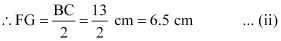 ∴ FG = BC/2 = 13/2 cm = 6.5 cm ... (ii)